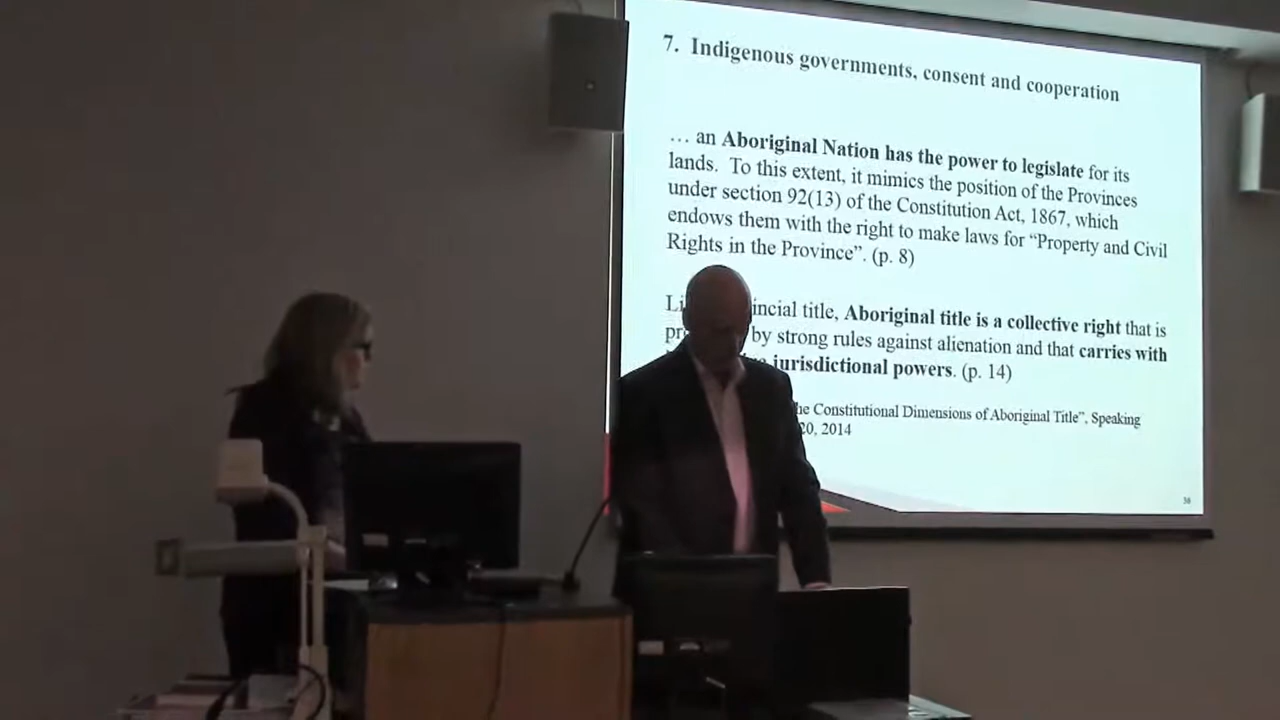 7. Indigenous governments, consent and cooperation
… an Aboriginal Nation has the power to legislate for its
lands. To this extent, it mimics the position of the Provinces
under section 92(13) of the Constitution Act, 1867, which
endows them with the right to make laws for “Property and Civil
Rights in the Province”. (p. 8)
incial title, Aboriginal title is a collective right that is
by strong rules against alienation and that carries with
jurisdictional powers. (p. 14)
he Constitutional Dimensions of Aboriginal Title”, Speaking
20, 2014